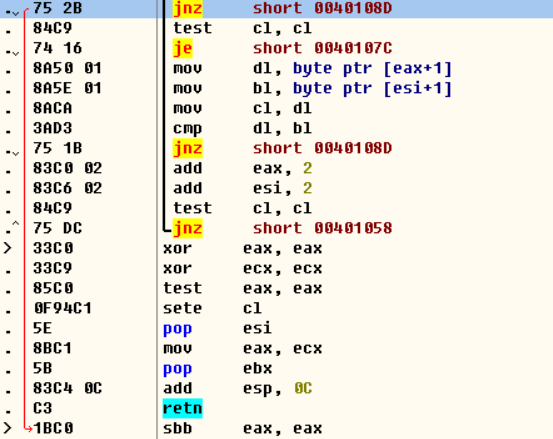 75 2B jnz short 0040108D
84C9 test cl, cl
74 16 je short 0040107C
8A50 01 mov dl, byte ptr [eax+1]
8A5E 01 mov bl, byte ptr [esi+1]
8ACA mov cl, dl
3AD3 cmp dl, bl
75 1B jnz short 0040108D
83C0 02 add eax, 2
83C6 02 add esi, 2
84C9 test cl, cl
75 DC jnz short 00401058
33C0 xor eax, eax
33C9 xor ecx, ecx
85C0 test eax, eax
0F94C1 sete cl
5E pop esi
8BC1 mov eax, ecx
5B pop ebx
83C4 0C add esp, 0C
C3 retn
1BC0 sbb eax, eax